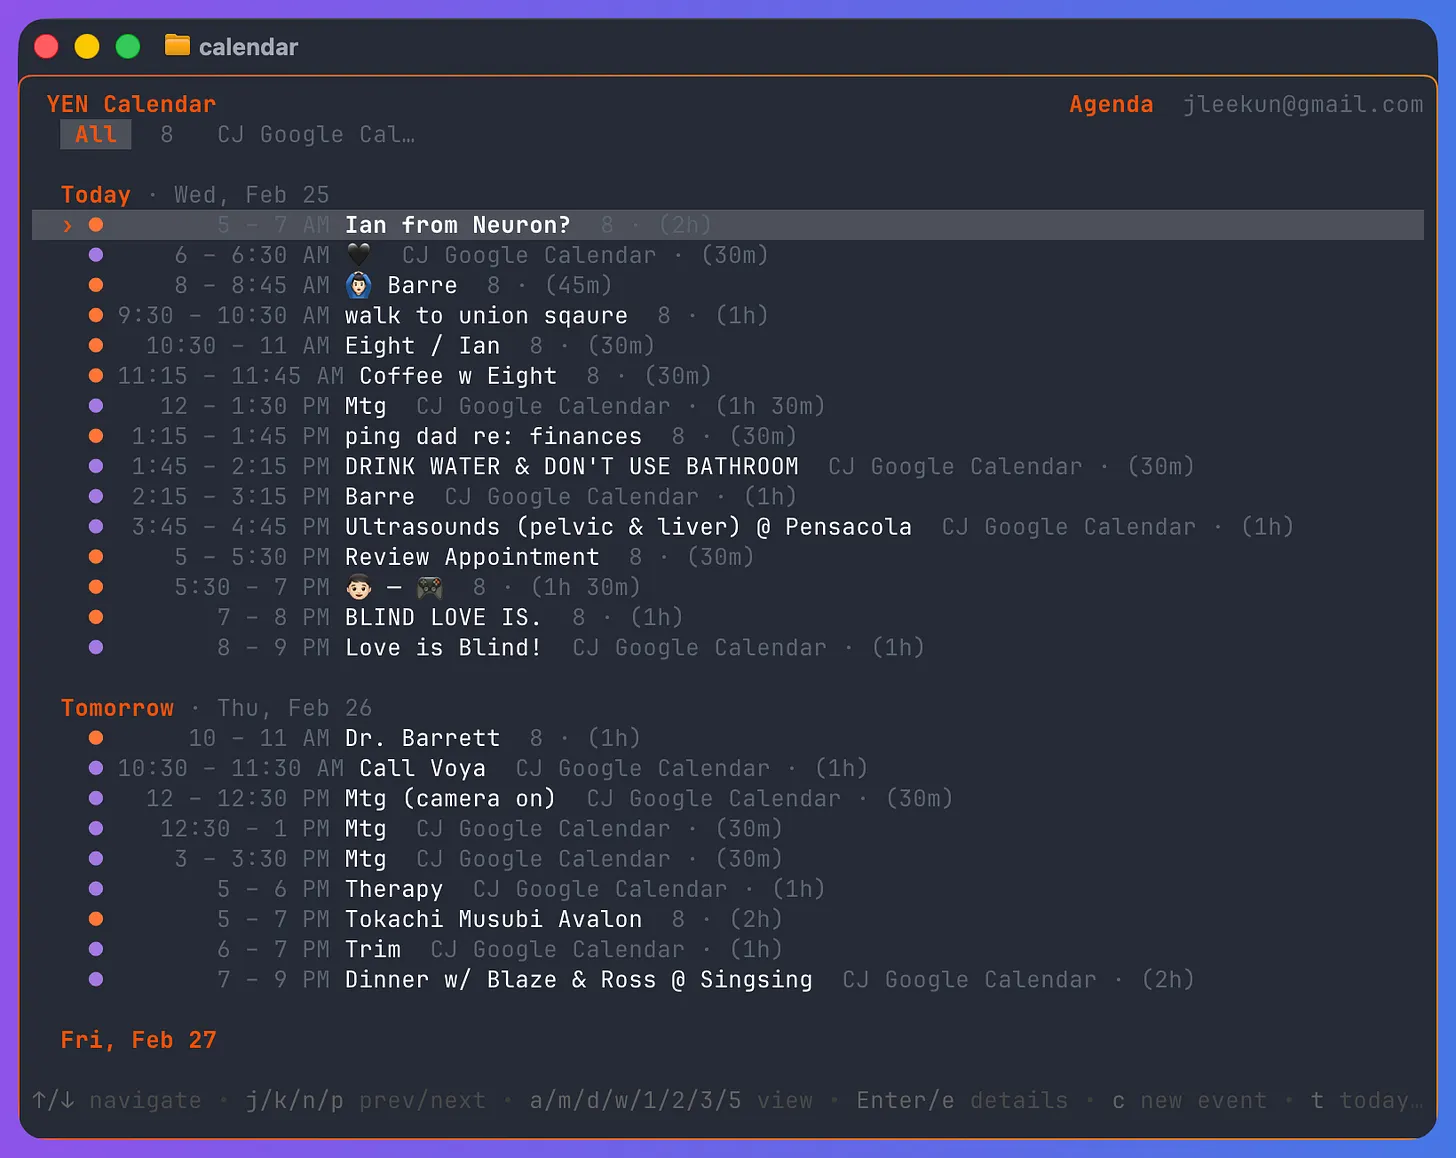 calendar
YEN Calendar Agenda jleekun@gmail.com
All 8 CJ Google Cal…
Today · Wed, Feb 25
› 5 – 7 AM Ian from Neuron? 8 · (2h)
6 – 6:30 AM 🖤 CJ Google Calendar · (30m)
8 – 8:45 AM 🙆🏻‍♂️ Barre 8 · (45m)
9:30 – 10:30 AM walk to union sqaure 8 · (1h)
10:30 – 11 AM Eight / Ian 8 · (30m)
11:15 – 11:45 AM Coffee w Eight 8 · (30m)
12 – 1:30 PM Mtg CJ Google Calendar · (1h 30m)
1:15 – 1:45 PM ping dad re: finances 8 · (30m)
1:45 – 2:15 PM DRINK WATER & DON'T USE BATHROOM CJ Google Calendar · (30m)
2:15 – 3:15 PM Barre CJ Google Calendar · (1h)
3:45 – 4:45 PM Ultrasounds (pelvic & liver) @ Pensacola CJ Google Calendar · (1h)
5 – 5:30 PM Review Appointment 8 · (30m)
5:30 – 7 PM 👦🏻 – 🎮 8 · (1h 30m)
7 – 8 PM BLIND LOVE IS. 8 · (1h)
8 – 9 PM Love is Blind! CJ Google Calendar · (1h)
Tomorrow · Thu, Feb 26
10 – 11 AM Dr. Barrett 8 · (1h)
10:30 – 11:30 AM Call Voya CJ Google Calendar · (1h)
12 – 12:30 PM Mtg (camera on) CJ Google Calendar · (30m)
12:30 – 1 PM Mtg CJ Google Calendar · (30m)
3 – 3:30 PM Mtg CJ Google Calendar · (30m)
5 – 6 PM Therapy CJ Google Calendar · (1h)
5 – 7 PM Tokachi Musubi Avalon 8 · (2h)
6 – 7 PM Trim CJ Google Calendar · (1h)
7 – 9 PM Dinner w/ Blaze & Ross @ Singsing CJ Google Calendar · (2h)
Fri, Feb 27
↑/↓ navigate · j/k/n/p prev/next · a/m/d/w/1/2/3/5 view · Enter/e details · c new event · t today…